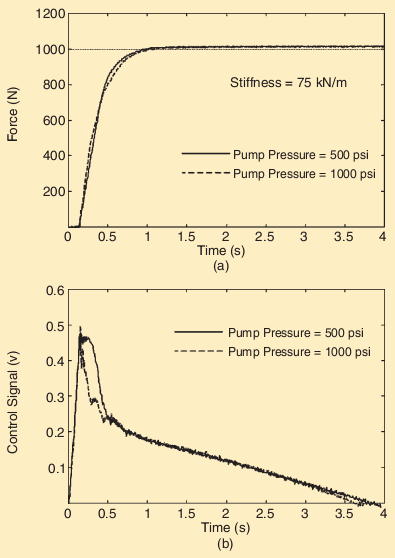 1200
1000
800
600
400
200
Force (N)
Stiffness = 75 kN/m
Pump Pressure = 500 psi
Pump Pressure = 1000 psi
0 0.5 1 1.5 2 2.5 3 3.5 4
Time (s)
(a)
0.6
0.5
0.4
0.3
0.2
0.1
Control Signal (v)
Pump Pressure = 500 psi
Pump Pressure = 1000 psi
0 0.5 1 1.5 2 2.5 3 3.5 4
Time (s)
(b)